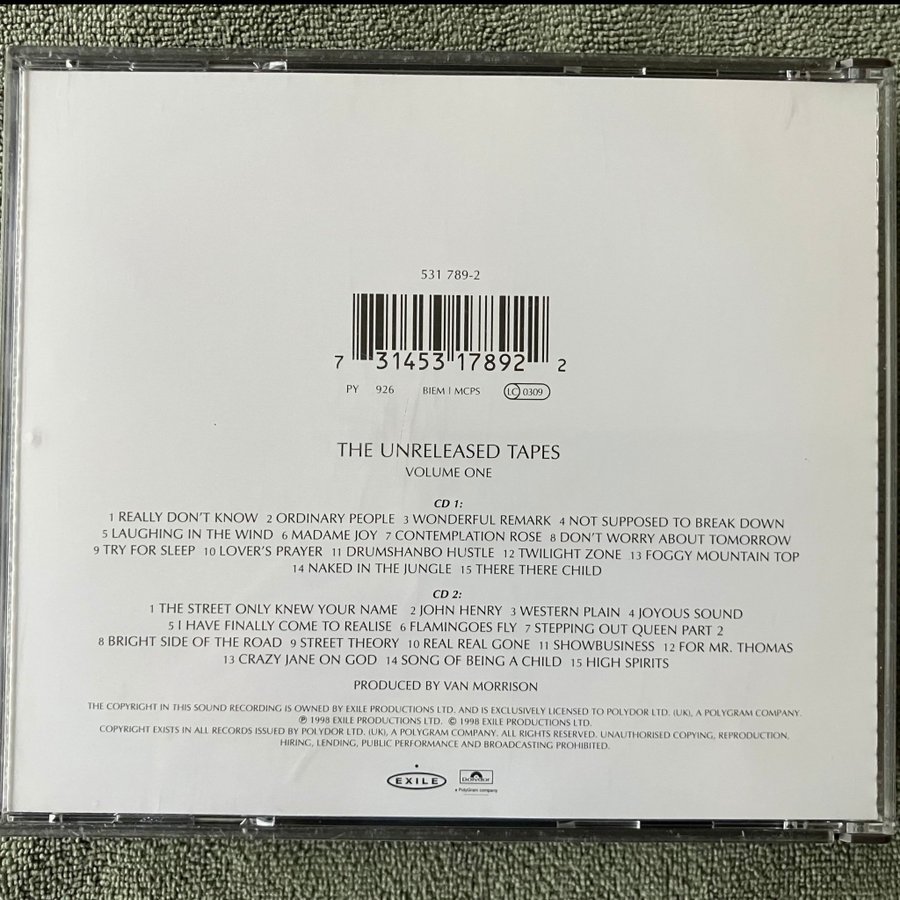 531 789-2
7 31453 17892 2
PY 926 BIEM | MCPS LC 0309
THE UNRELEASED TAPES
VOLUME ONE
CD 1:
1 REALLY DON'T KNOW 2 ORDINARY PEOPLE 3 WONDERFUL REMARK 4 NOT SUPPOSED TO BREAK DOWN
5 LAUGHING IN THE WIND 6 MADAME JOY 7 CONTEMPLATION ROSE 8 DON'T WORRY ABOUT TOMORROW
9 TRY FOR SLEEP 10 LOVER'S PRAYER 11 DRUMSHANBO HUSTLE 12 TWILIGHT ZONE 13 FOGGY MOUNTAIN TOP
14 NAKED IN THE JUNGLE 15 THERE THERE CHILD
CD 2:
1 THE STREET ONLY KNEW YOUR NAME 2 JOHN HENRY 3 WESTERN PLAIN 4 JOYOUS SOUND
5 I HAVE FINALLY COME TO REALISE 6 FLAMINGOES FLY 7 STEPPING OUT QUEEN PART 2
8 BRIGHT SIDE OF THE ROAD 9 STREET THEORY 10 REAL REAL GONE 11 SHOWBUSINESS 12 FOR MR. THOMAS
13 CRAZY JANE ON GOD 14 SONG OF BEING A CHILD 15 HIGH SPIRITS
PRODUCED BY VAN MORRISON
THE COPYRIGHT IN THIS SOUND RECORDING IS OWNED BY EXILE PRODUCTIONS LTD. AND IS EXCLUSIVELY LICENSED TO POLYDOR LTD. (UK), A POLYGRAM COMPANY.
℗ 1998 EXILE PRODUCTIONS LTD. © 1998 EXILE PRODUCTIONS LTD.
COPYRIGHT EXISTS IN ALL RECORDS ISSUED BY POLYDOR LTD. (UK), A POLYGRAM COMPANY. ALL RIGHTS RESERVED. UNAUTHORISED COPYING, REPRODUCTION,
HIRING, LENDING, PUBLIC PERFORMANCE AND BROADCASTING PROHIBITED.
EXILE Polydor
a PolyGram company